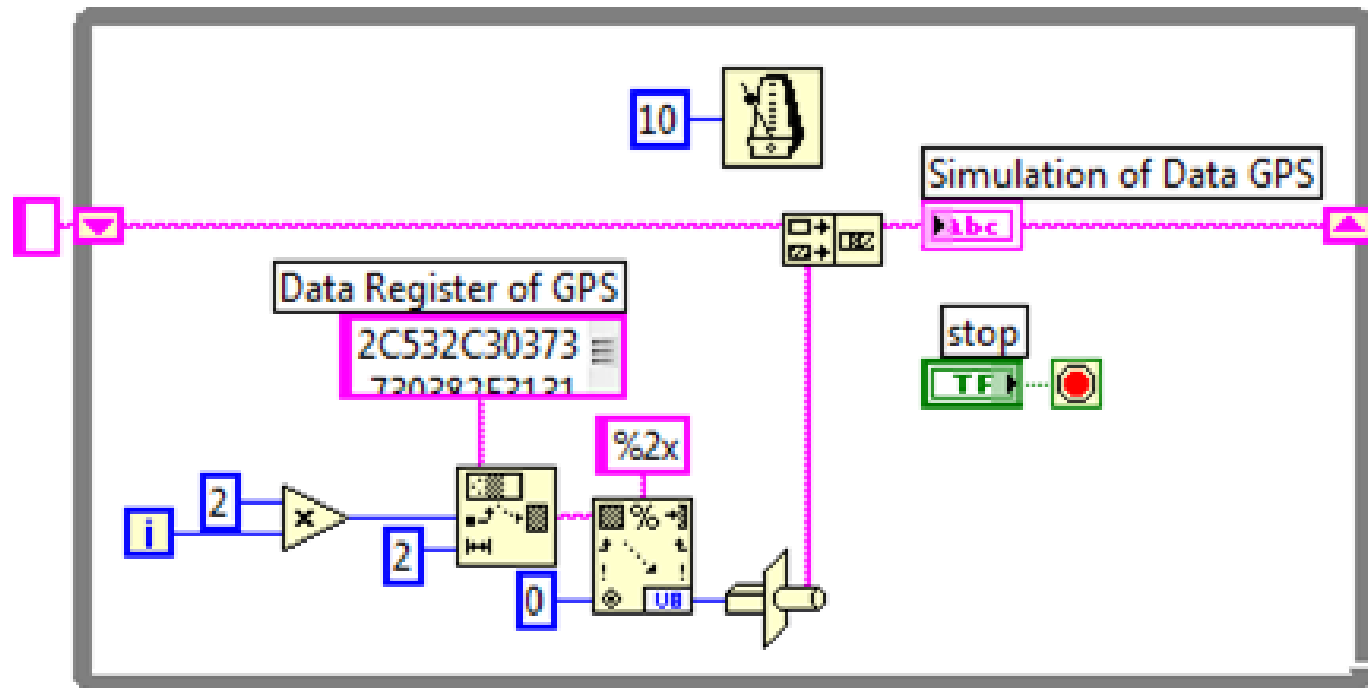 10
Simulation of Data GPS
Abc
Data Register of GPS
2C532C30373
stop
TF
%2x
2
i
x
2
%
0
U8